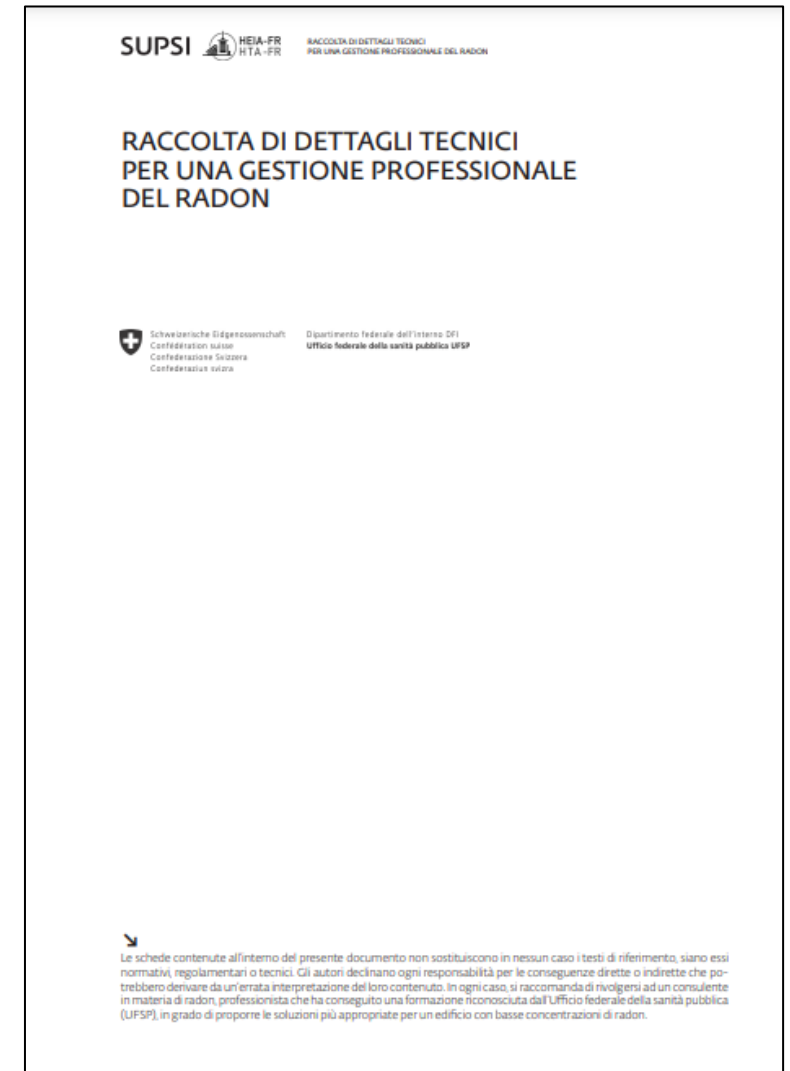 SUPSI HEIA-FR HTA-FR RACCOLTA DI DETTAGLI TECNICI
PER UNA GESTIONE PROFESSIONALE DEL RADON
RACCOLTA DI DETTAGLI TECNICI
PER UNA GESTIONE PROFESSIONALE
DEL RADON
Schweizerische Eidgenossenschaft
Confédération suisse
Confederazione Svizzera
Confederaziun svizra
Dipartimento federale dell'interno DFI
Ufficio federale della sanità pubblica UFSP
Le schede contenute all'interno del presente documento non sostituiscono in nessun caso i testi di riferimento, siano essi
normativi, regolamentari o tecnici. Gli autori declinano ogni responsabilità per le conseguenze dirette o indirette che po-
trebbero derivare da un'errata interpretazione del loro contenuto. In ogni caso, si raccomanda di rivolgersi ad un consulente
in materia di radon, professionista che ha conseguito una formazione riconosciuta dall'Ufficio federale della sanità pubblica
(UFSP), in grado di proporre le soluzioni più appropriate per un edificio con basse concentrazioni di radon.